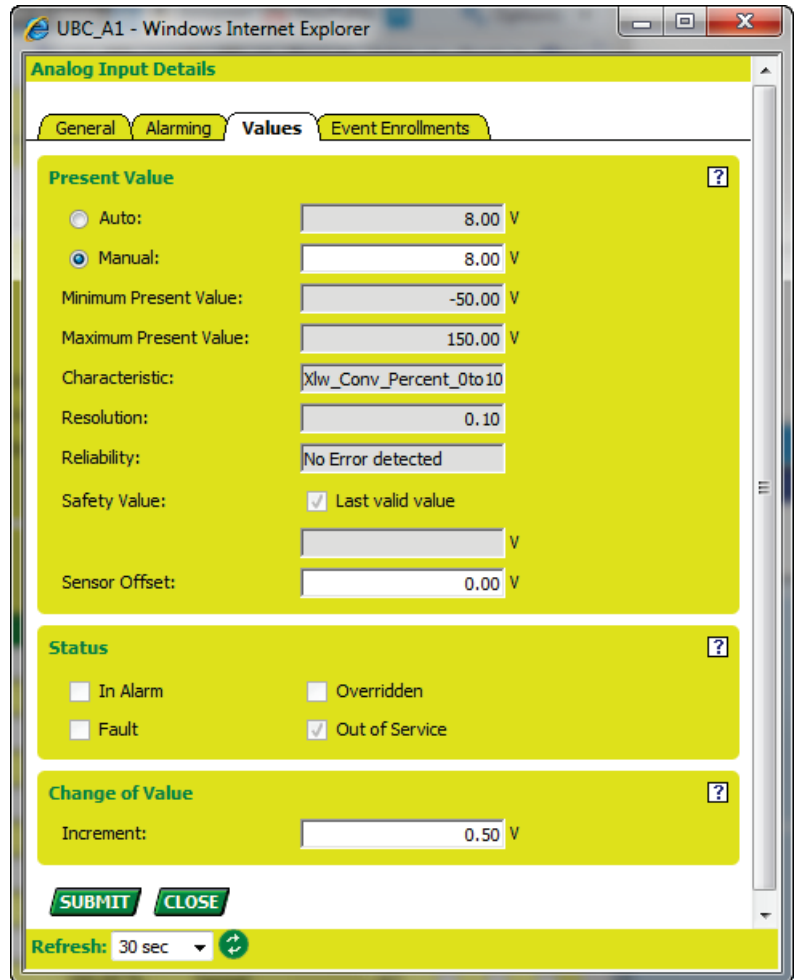 UBC_A1 - Windows Internet Explorer
Analog Input Details
General Alarming Values Event Enrollments
Present Value ?
Auto: 8.00 V
Manual: 8.00 V
Minimum Present Value: -50.00 V
Maximum Present Value: 150.00 V
Characteristic: Xlw_Conv_Percent_0to10
Resolution: 0.10
Reliability: No Error detected
Safety Value: Last valid value
V
Sensor Offset: 0.00 V
Status ?
In Alarm Overridden
Fault Out of Service
Change of Value ?
Increment: 0.50 V
SUBMIT CLOSE
Refresh: 30 sec